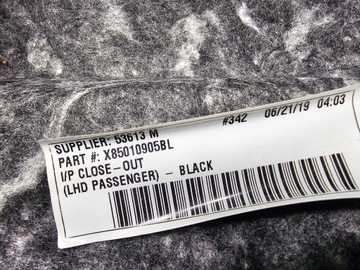 #342 06/21/19 04:03
SUPPLIER: 53613 M
PART #: X85010905BL
I/P CLOSE-OUT
(LHD PASSENGER) - BLACK